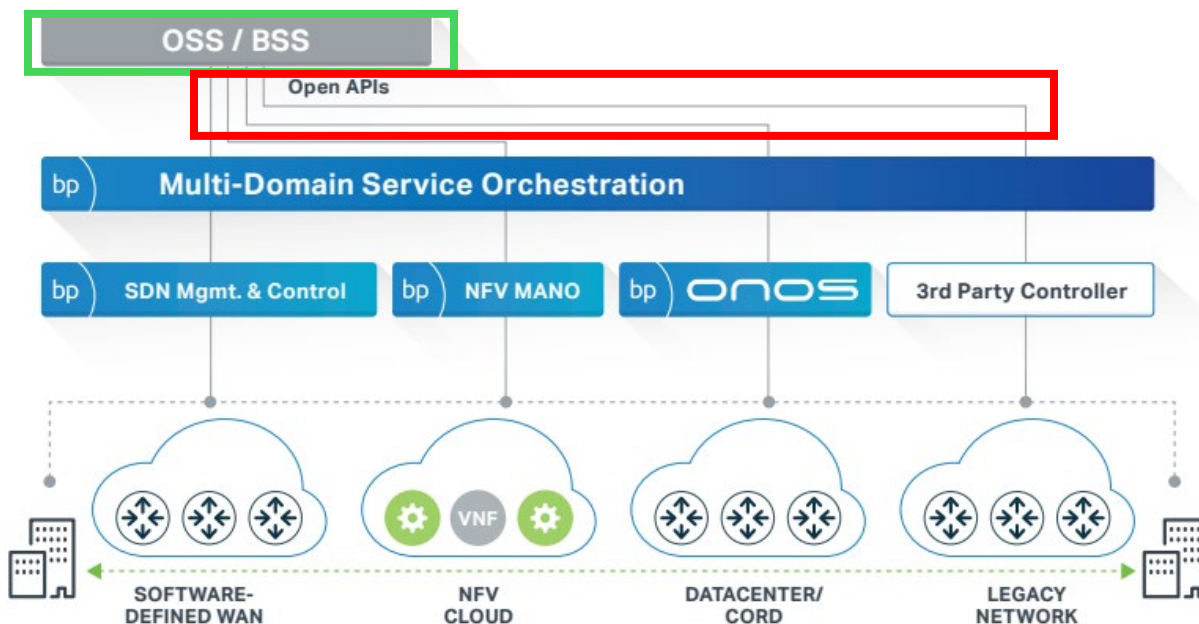 OSS / BSS
Open APIs
bp Multi-Domain Service Orchestration
bp SDN Mgmt. & Control
bp NFV MANO
bp onos
3rd Party Controller
VNF
SOFTWARE-
DEFINED WAN
NFV
CLOUD
DATACENTER/
CORD
LEGACY
NETWORK